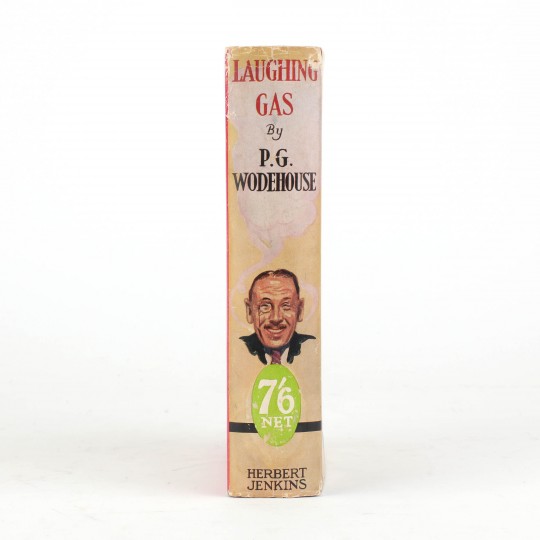 LAUGHING
GAS
By
P.G.
WODEHOUSE
7/6
NET
HERBERT
JENKINS